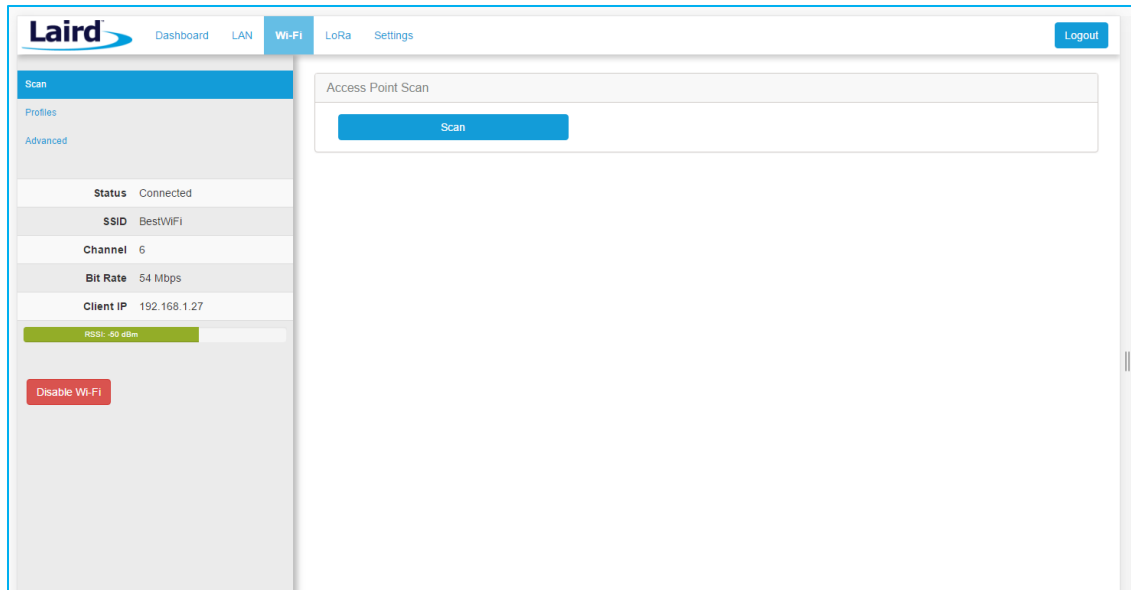 Laird Dashboard LAN Wi-Fi LoRa Settings Logout
Scan
Profiles
Advanced
Status Connected
SSID BestWiFi
Channel 6
Bit Rate 54 Mbps
Client IP 192.168.1.27
RSSI: -50 dBm
Disable Wi-Fi
Access Point Scan
Scan